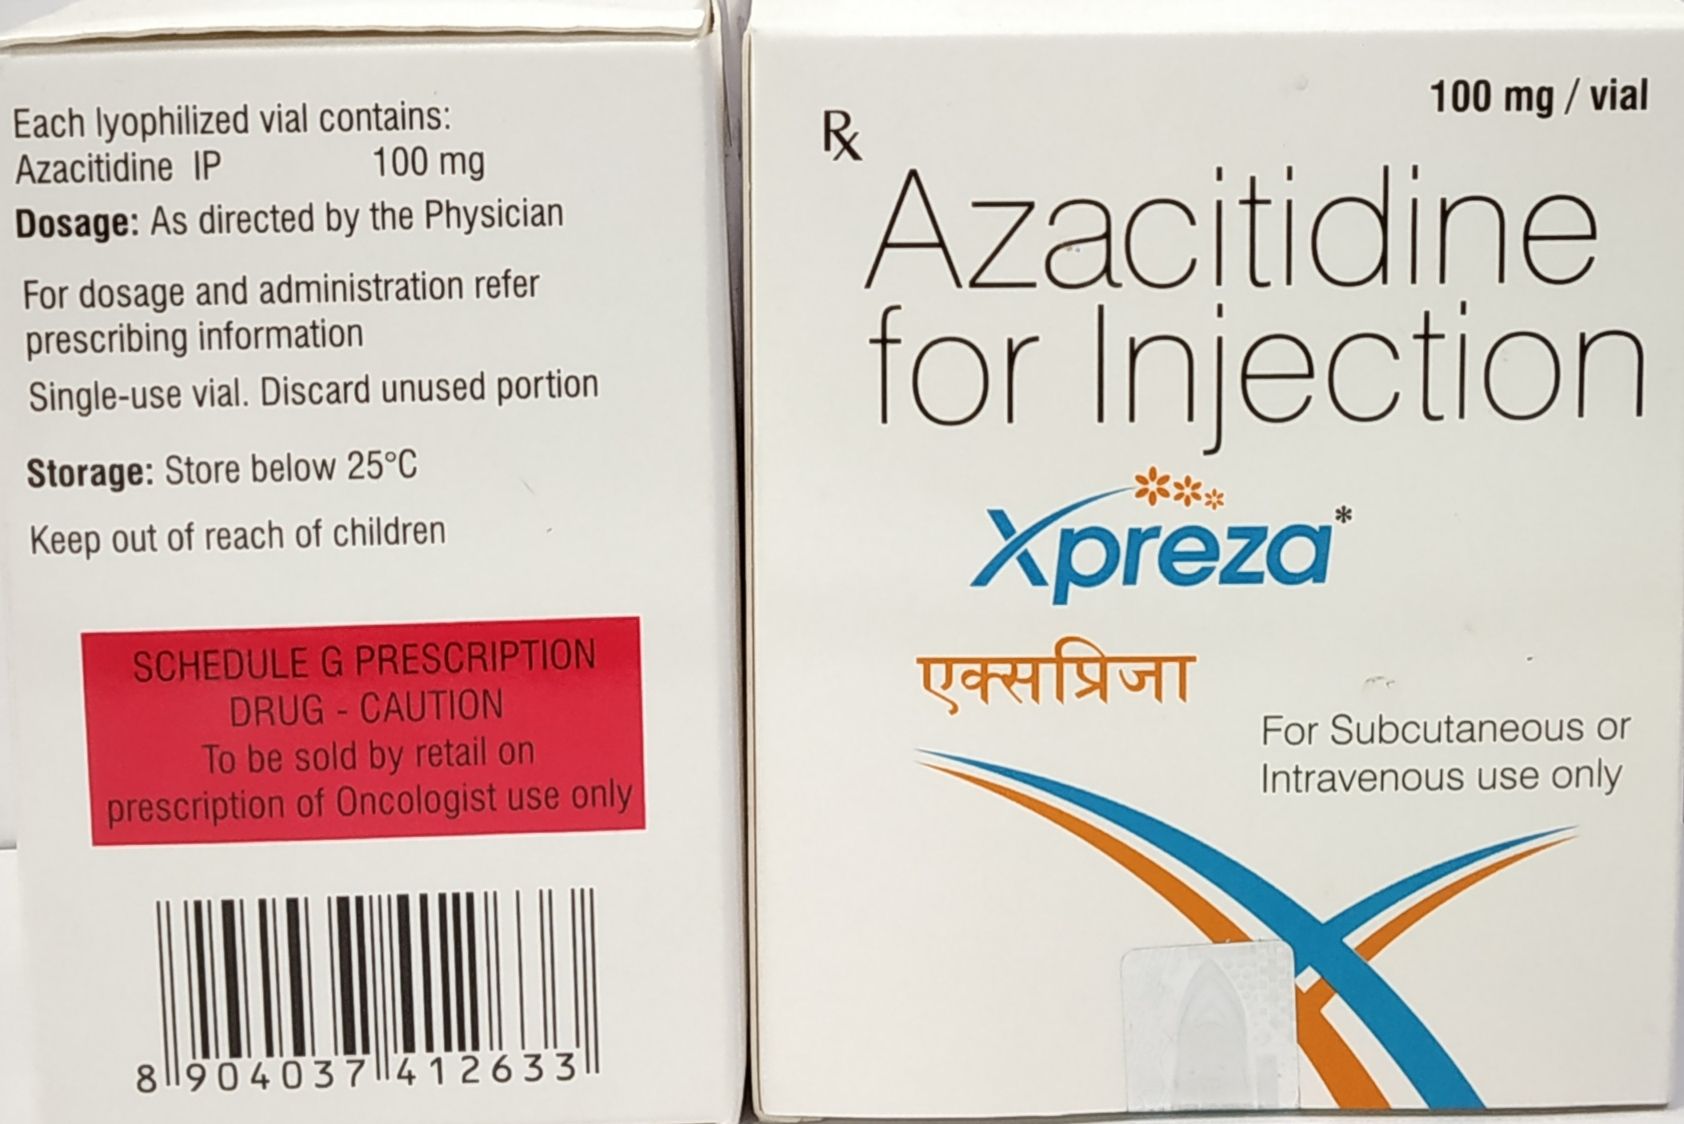 Each lyophilized vial contains:
Azacitidine IP 100 mg
Dosage: As directed by the Physician
For dosage and administration refer
prescribing information
Single-use vial. Discard unused portion
Storage: Store below 25°C
Keep out of reach of children
SCHEDULE G PRESCRIPTION
DRUG - CAUTION
To be sold by retail on
prescription of Oncologist use only
8 904037 412633
100 mg / vial
℞
Azacitidine
for Injection
Xpreza*
एक्सप्रिजा
For Subcutaneous or
Intravenous use only